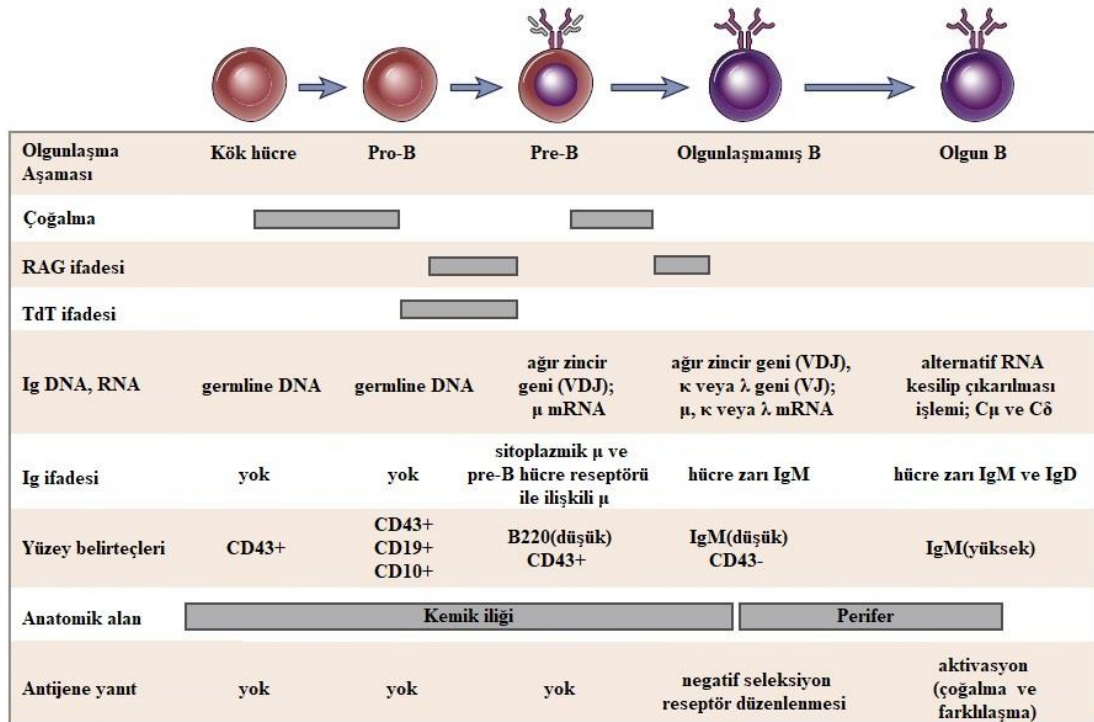 Olgunlaşma
Aşaması
Kök hücre
Pro-B
Pre-B
Olgunlaşmamış B
Olgun B
Çoğalma
RAG ifadesi
TdT ifadesi
Ig DNA, RNA
germline DNA
germline DNA
ağır zincir
geni (VDJ);
μ mRNA
ağır zincir geni (VDJ),
κ veya λ geni (VJ);
μ, κ veya λ mRNA
alternatif RNA
kesilip çıkarılması
işlemi; Cμ ve Cδ
Ig ifadesi
yok
yok
sitoplazmik μ ve
pre-B hücre reseptörü
ile ilişkili μ
hücre zarı IgM
hücre zarı IgM ve IgD
Yüzey belirteçleri
CD43+
CD43+
CD19+
CD10+
B220(düşük)
CD43+
IgM(düşük)
CD43-
IgM(yüksek)
Anatomik alan
Kemik iliği
Perifer
Antijene yanıt
yok
yok
yok
negatif seleksiyon
reseptör düzenlenmesi
aktivasyon
(çoğalma ve
farklılaşma)